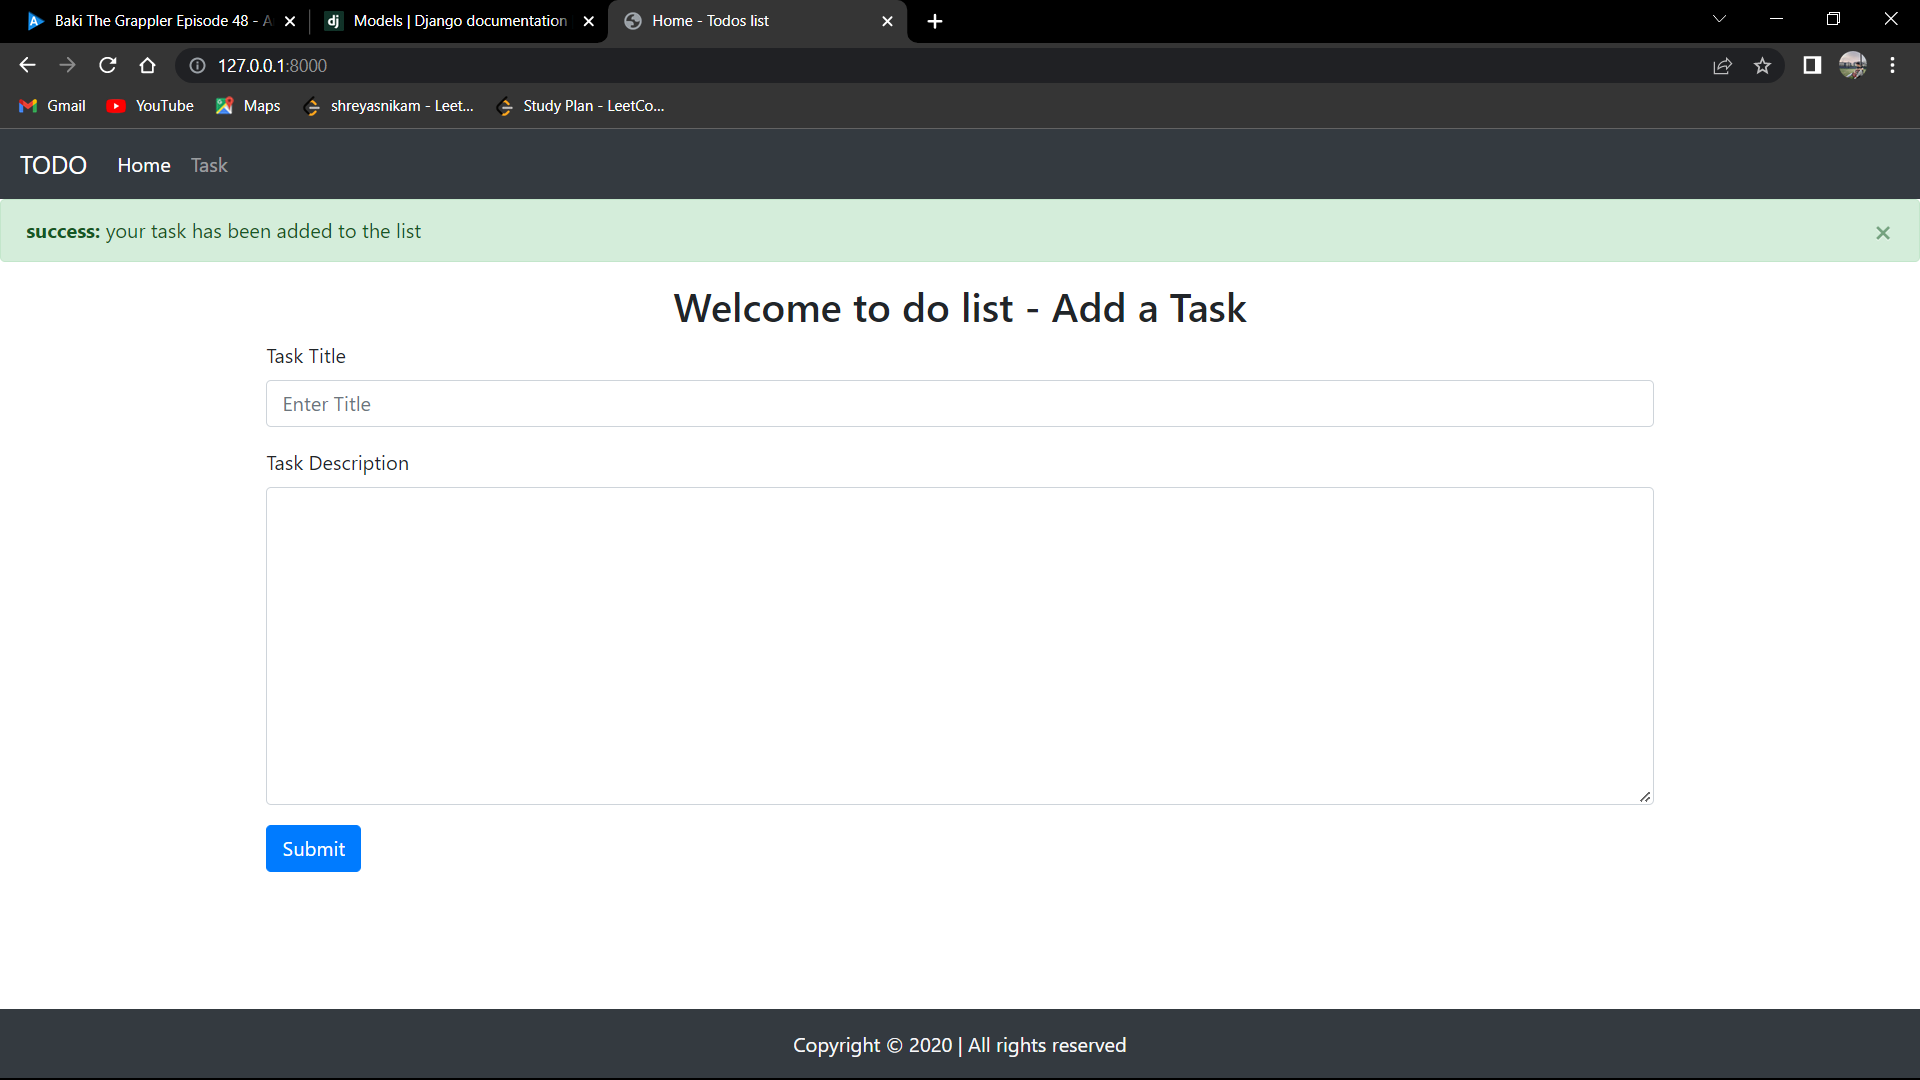 Baki The Grappler Episode 48 - A
dj Models | Django documentation
Home - Todos list
127.0.0.1:8000
Gmail YouTube Maps shreyasnikam - Leet... Study Plan - LeetCo...
TODO Home Task
success: your task has been added to the list ×
Welcome to do list - Add a Task
Task Title
Enter Title
Task Description
Submit
Copyright © 2020 | All rights reserved